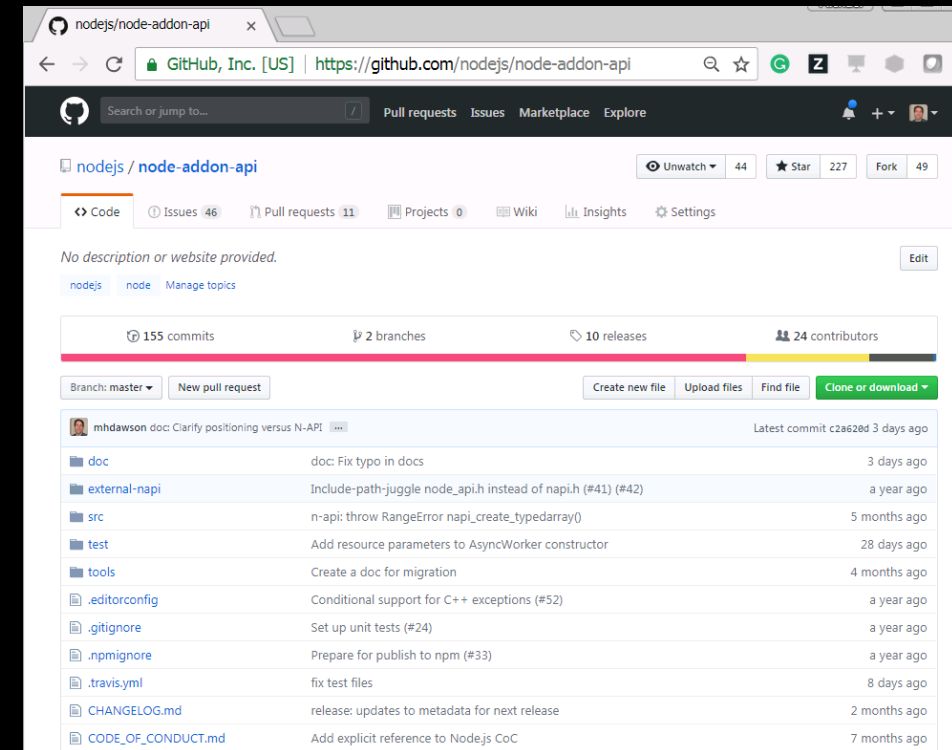 nodejs/node-addon-api
GitHub, Inc. [US] | https://github.com/nodejs/node-addon-api
Search or jump to... / Pull requests Issues Marketplace Explore
nodejs / node-addon-api Unwatch 44 Star 227 Fork 49
Code Issues 46 Pull requests 11 Projects 0 Wiki Insights Settings
No description or website provided. Edit
nodejs node Manage topics
155 commits 2 branches 10 releases 24 contributors
Branch: master New pull request Create new file Upload files Find file Clone or download
mhdawson doc: Clarify positioning versus N-API ... Latest commit c2a620d 3 days ago
doc doc: Fix typo in docs 3 days ago
external-napi Include-path-juggle node_api.h instead of napi.h (#41) (#42) a year ago
src n-api: throw RangeError napi_create_typedarray() 5 months ago
test Add resource parameters to AsyncWorker constructor 28 days ago
tools Create a doc for migration 4 months ago
.editorconfig Conditional support for C++ exceptions (#52) a year ago
.gitignore Set up unit tests (#24) a year ago
.npmignore Prepare for publish to npm (#33) a year ago
.travis.yml fix test files 8 days ago
CHANGELOG.md release: updates to metadata for next release 2 months ago
CODE_OF_CONDUCT.md Add explicit reference to Node.js CoC 7 months ago